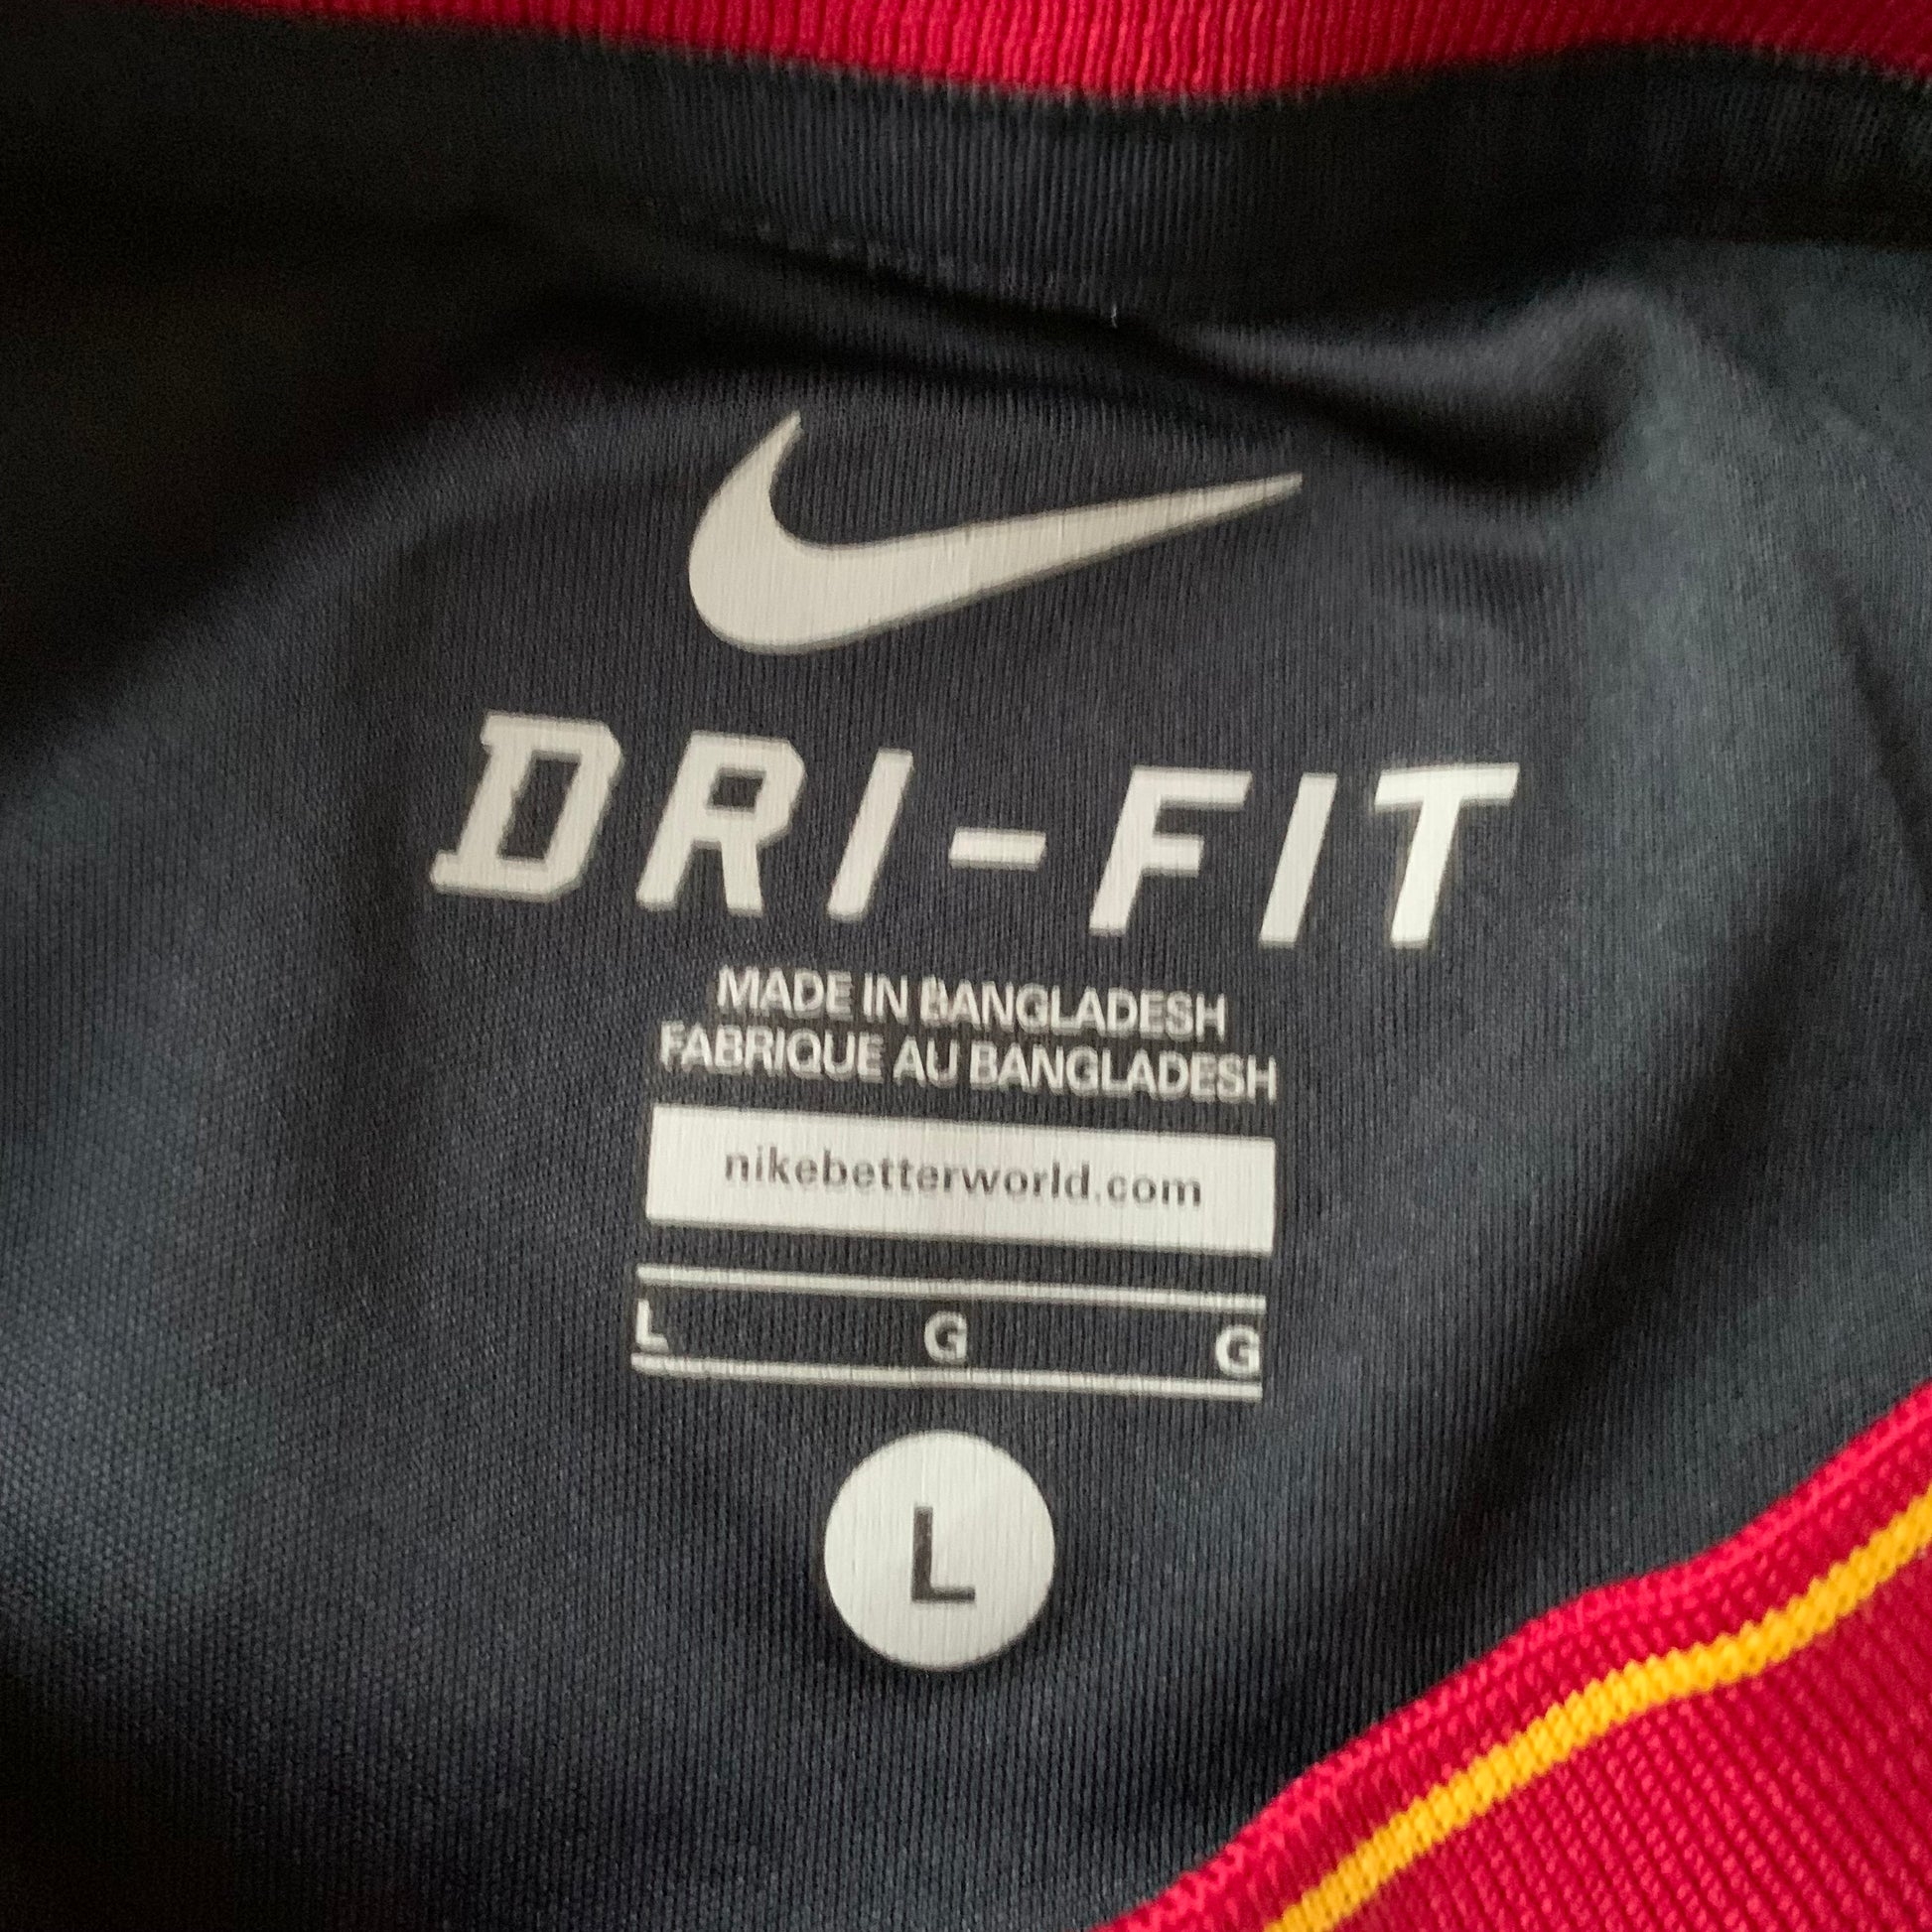 DRI-FIT
MADE IN BANGLADESH
FABRIQUE AU BANGLADESH
nikebetterworld.com
L G G
L